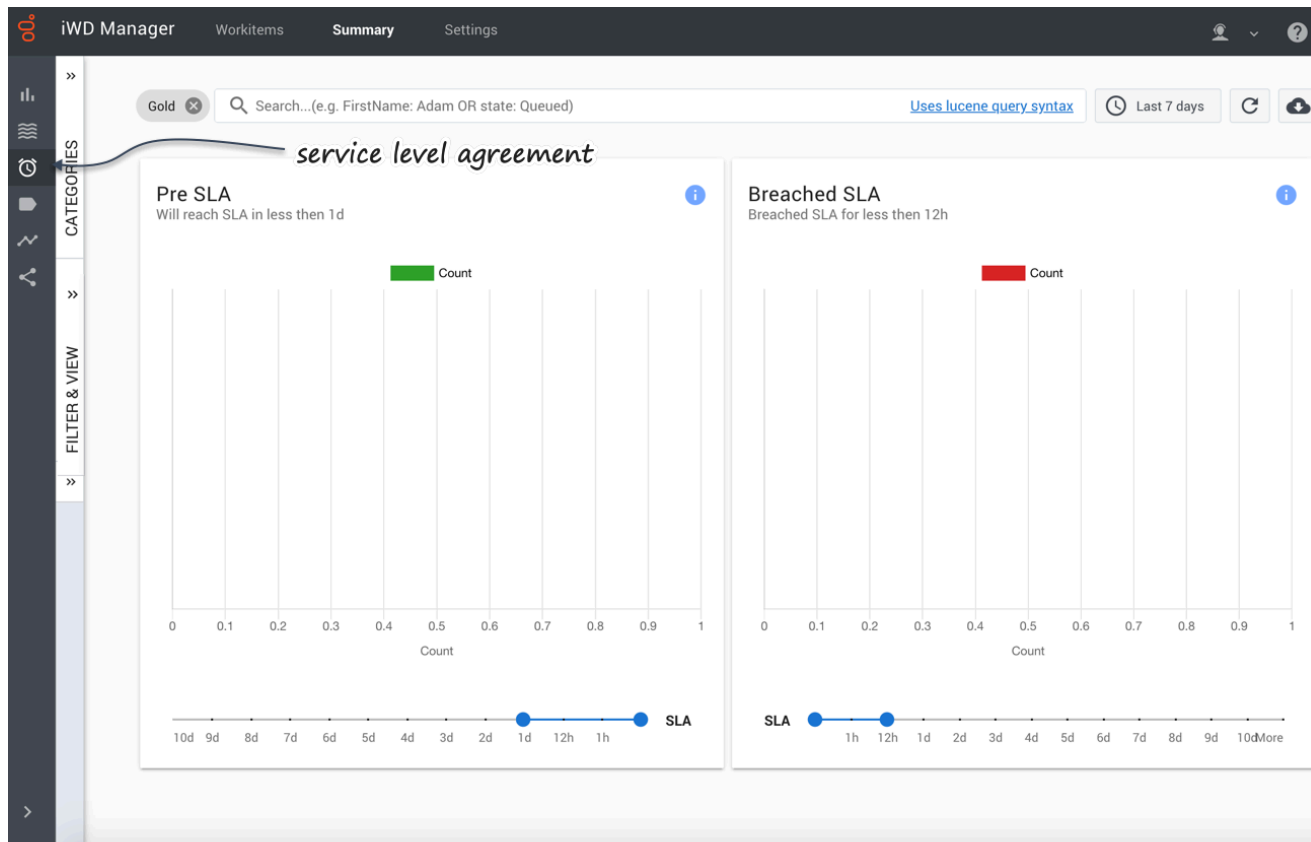 iWD Manager Workitems Summary Settings
Gold Search...(e.g. FirstName: Adam OR state: Queued) Uses lucene query syntax Last 7 days
service level agreement
CATEGORIES
FILTER & VIEW
Pre SLA
Will reach SLA in less then 1d
Count
0 0.1 0.2 0.3 0.4 0.5 0.6 0.7 0.8 0.9 1
Count
SLA
10d 9d 8d 7d 6d 5d 4d 3d 2d 1d 12h 1h
Breached SLA
Breached SLA for less then 12h
Count
0 0.1 0.2 0.3 0.4 0.5 0.6 0.7 0.8 0.9 1
Count
SLA
1h 12h 1d 2d 3d 4d 5d 6d 7d 8d 9d 10d More